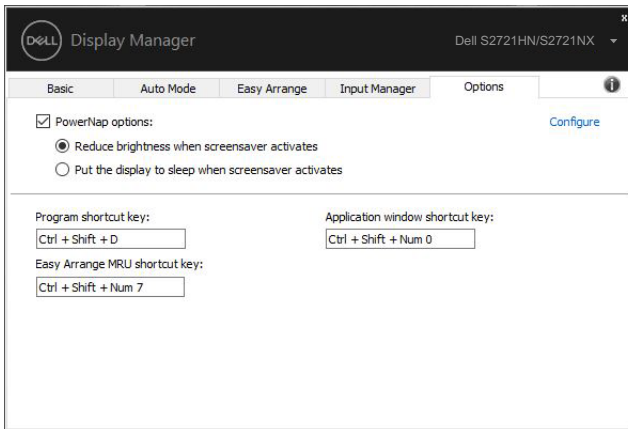 x
DELL Display Manager
Dell S2721HN/S2721NX
Basic Auto Mode Easy Arrange Input Manager Options
PowerNap options:
Configure
Reduce brightness when screensaver activates
Put the display to sleep when screensaver activates
Program shortcut key:
Application window shortcut key:
Ctrl + Shift + D
Ctrl + Shift + Num 0
Easy Arrange MRU shortcut key:
Ctrl + Shift + Num 7